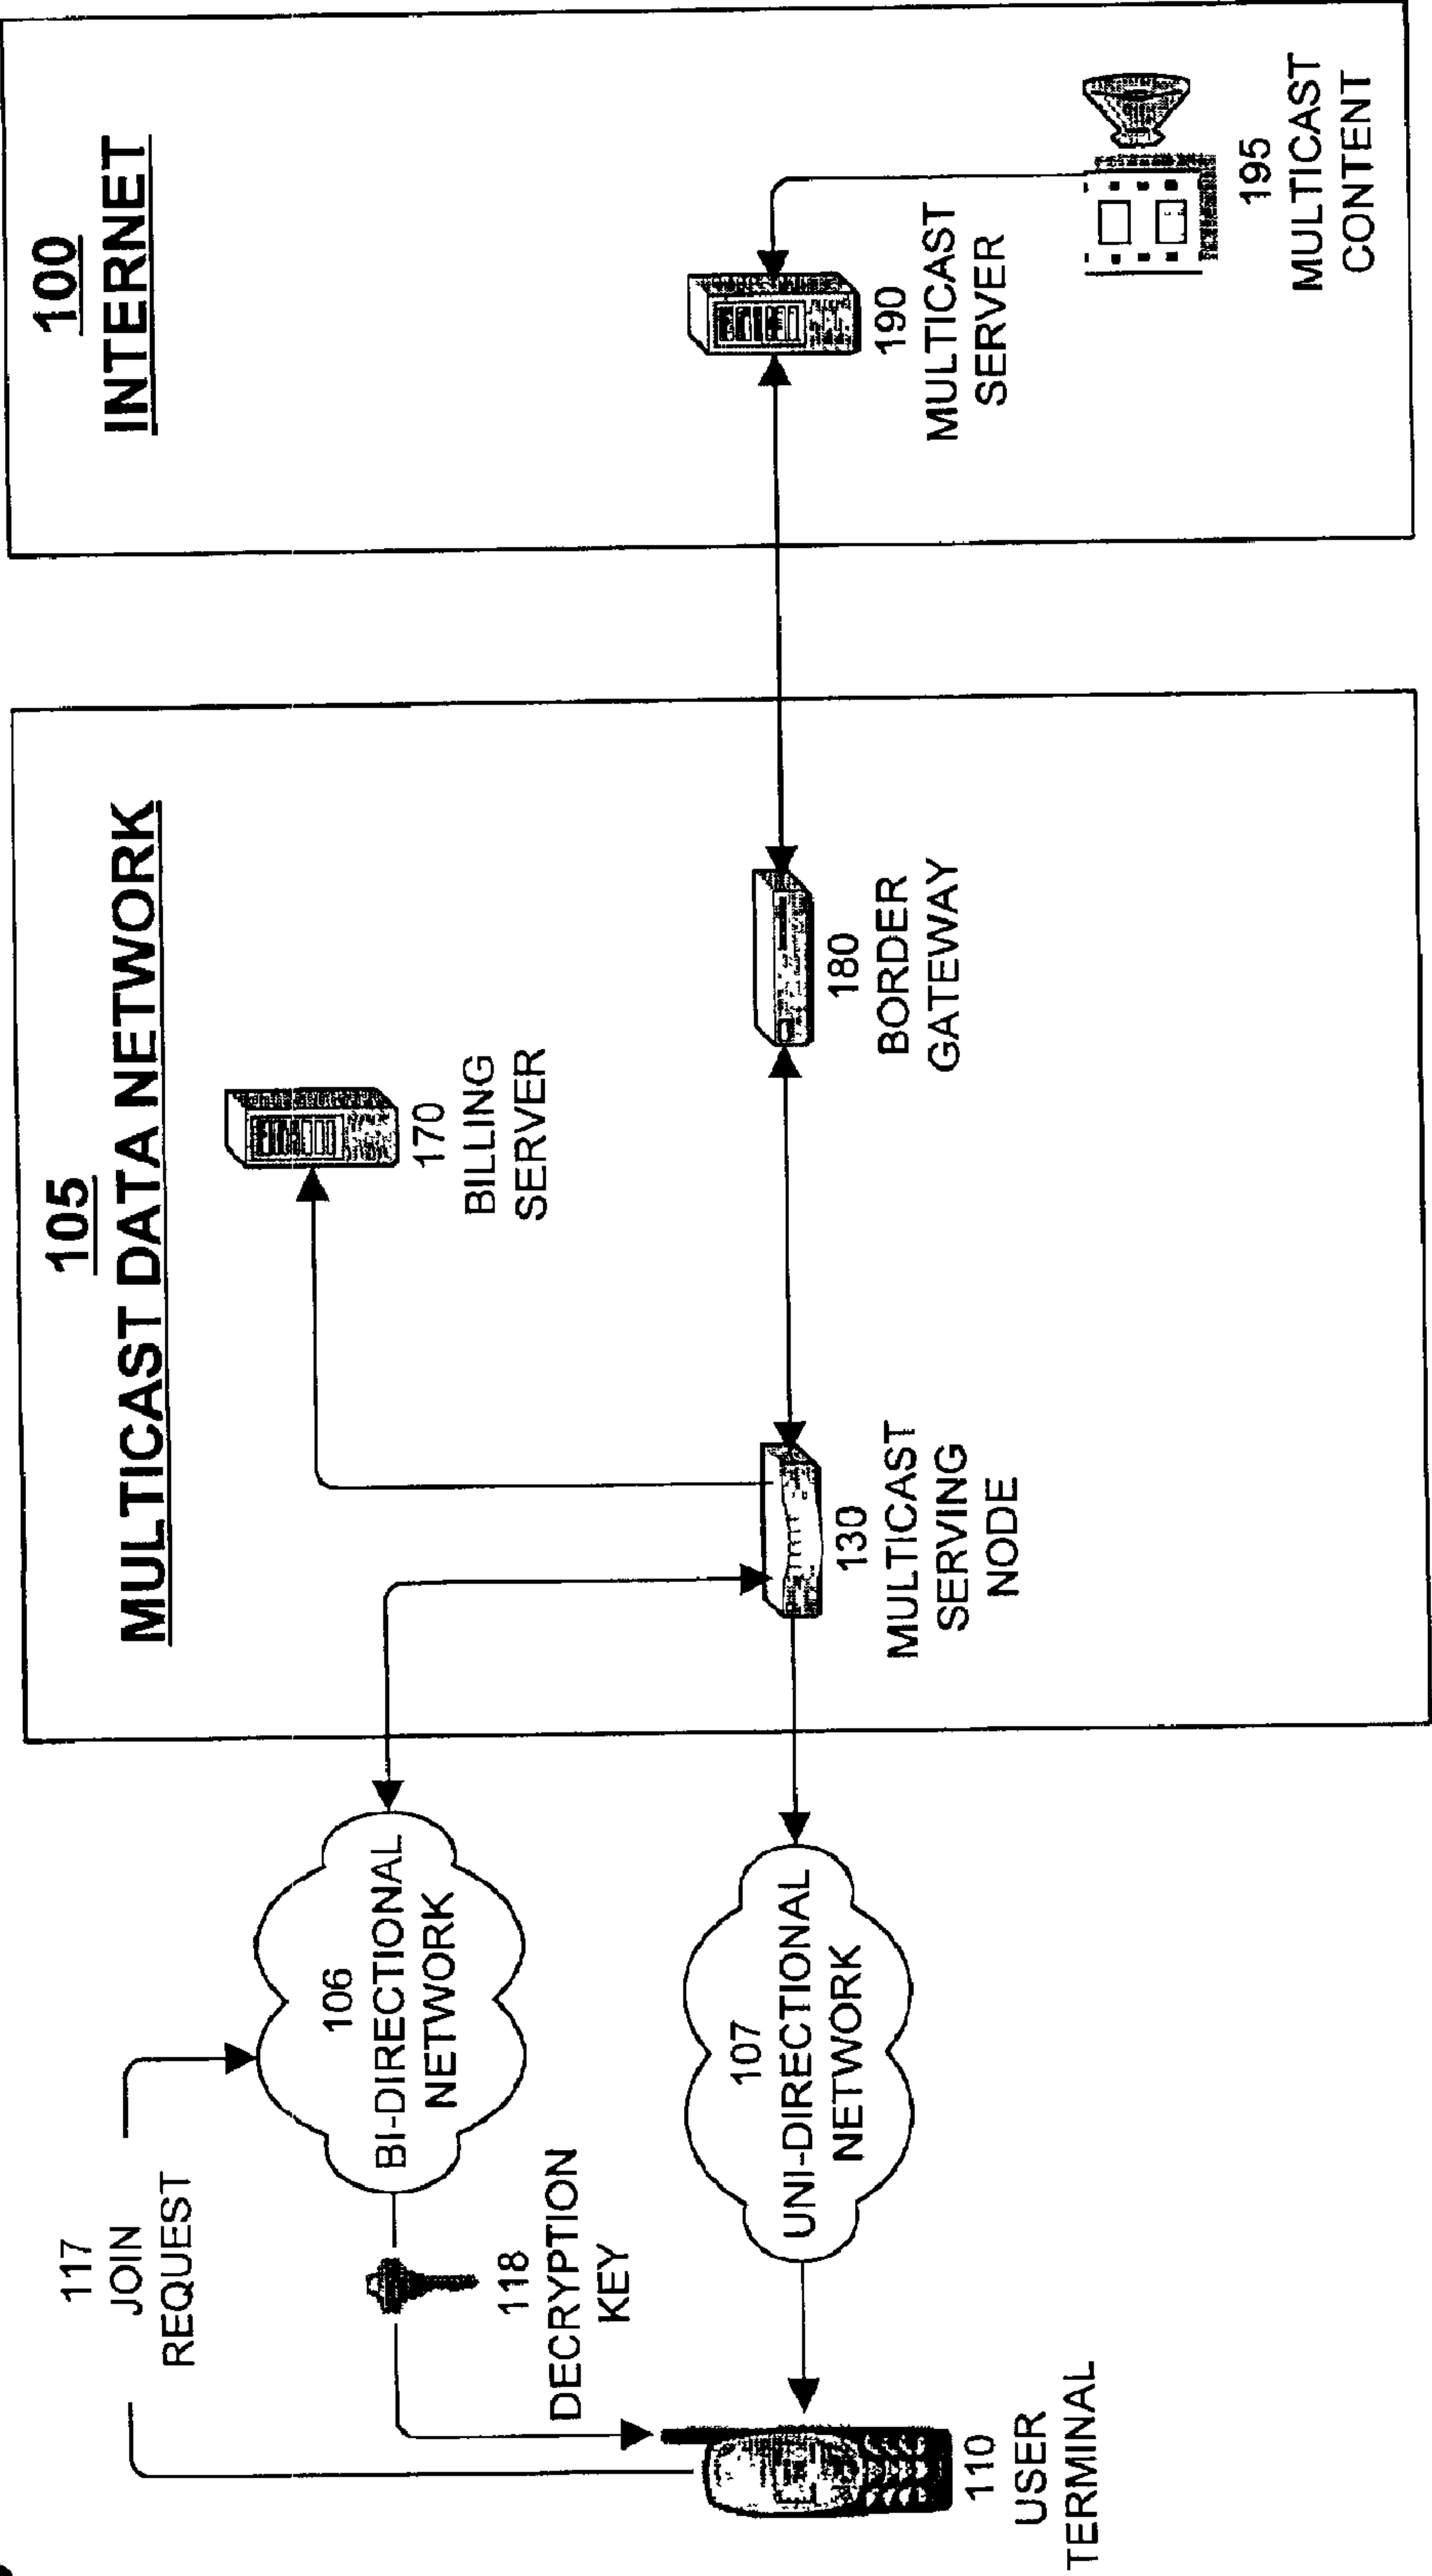 100
INTERNET
105
MULTICAST DATA NETWORK
117
JOIN
REQUEST
106
BI-DIRECTIONAL
NETWORK
118
DECRYPTION
KEY
107
UNI-DIRECTIONAL
NETWORK
110
USER
TERMINAL
130
MULTICAST
SERVING
NODE
170
BILLING
SERVER
180
BORDER
GATEWAY
190
MULTICAST
SERVER
195
MULTICAST
CONTENT